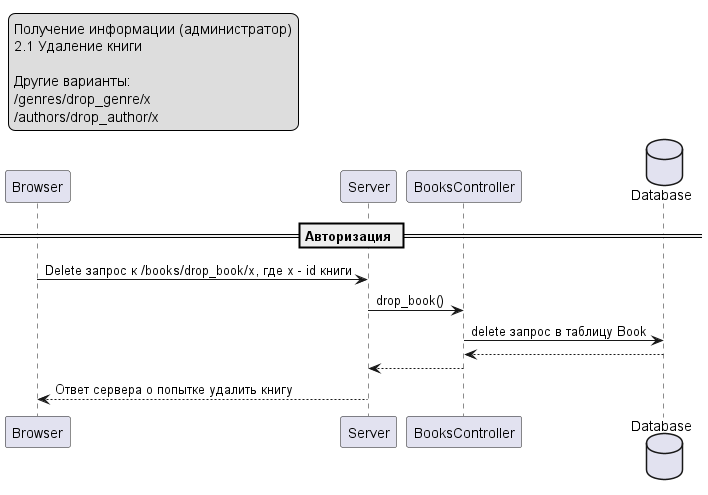 Получение информации (администратор)
2.1 Удаление книги
Другие варианты:
/genres/drop_genre/x
/authors/drop_author/x
Browser
Server
BooksController
Database
Авторизация
Delete запрос к /books/drop_book/x, где x - id книги
drop_book()
delete запрос в таблицу Book
Ответ сервера о попытке удалить книгу
Browser
Server
BooksController
Database